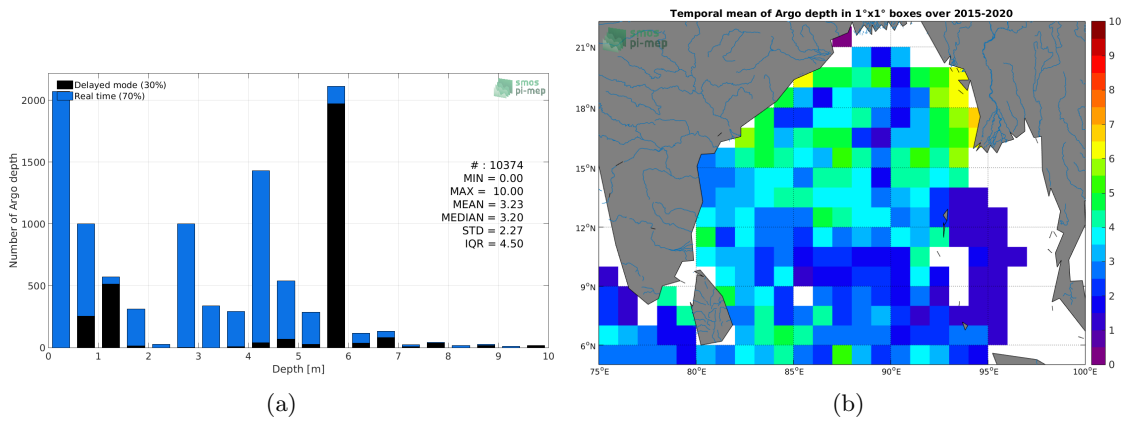 Delayed mode (30%)
Real time (70%)
smos
pi-mep
# : 10374
MIN = 0.00
MAX = 10.00
MEAN = 3.23
MEDIAN = 3.20
STD = 2.27
IQR = 4.50
Number of Argo depth
2000
1500
1000
500
0
0 1 2 3 4 5 6 7 8 9 10
Depth [m]
(a)
Temporal mean of Argo depth in 1°x1° boxes over 2015-2020
smos
pi-mep
21°N
18°N
15°N
12°N
9°N
6°N
75°E 80°E 85°E 90°E 95°E 100°E
10
9
8
7
6
5
4
3
2
1
0
(b)